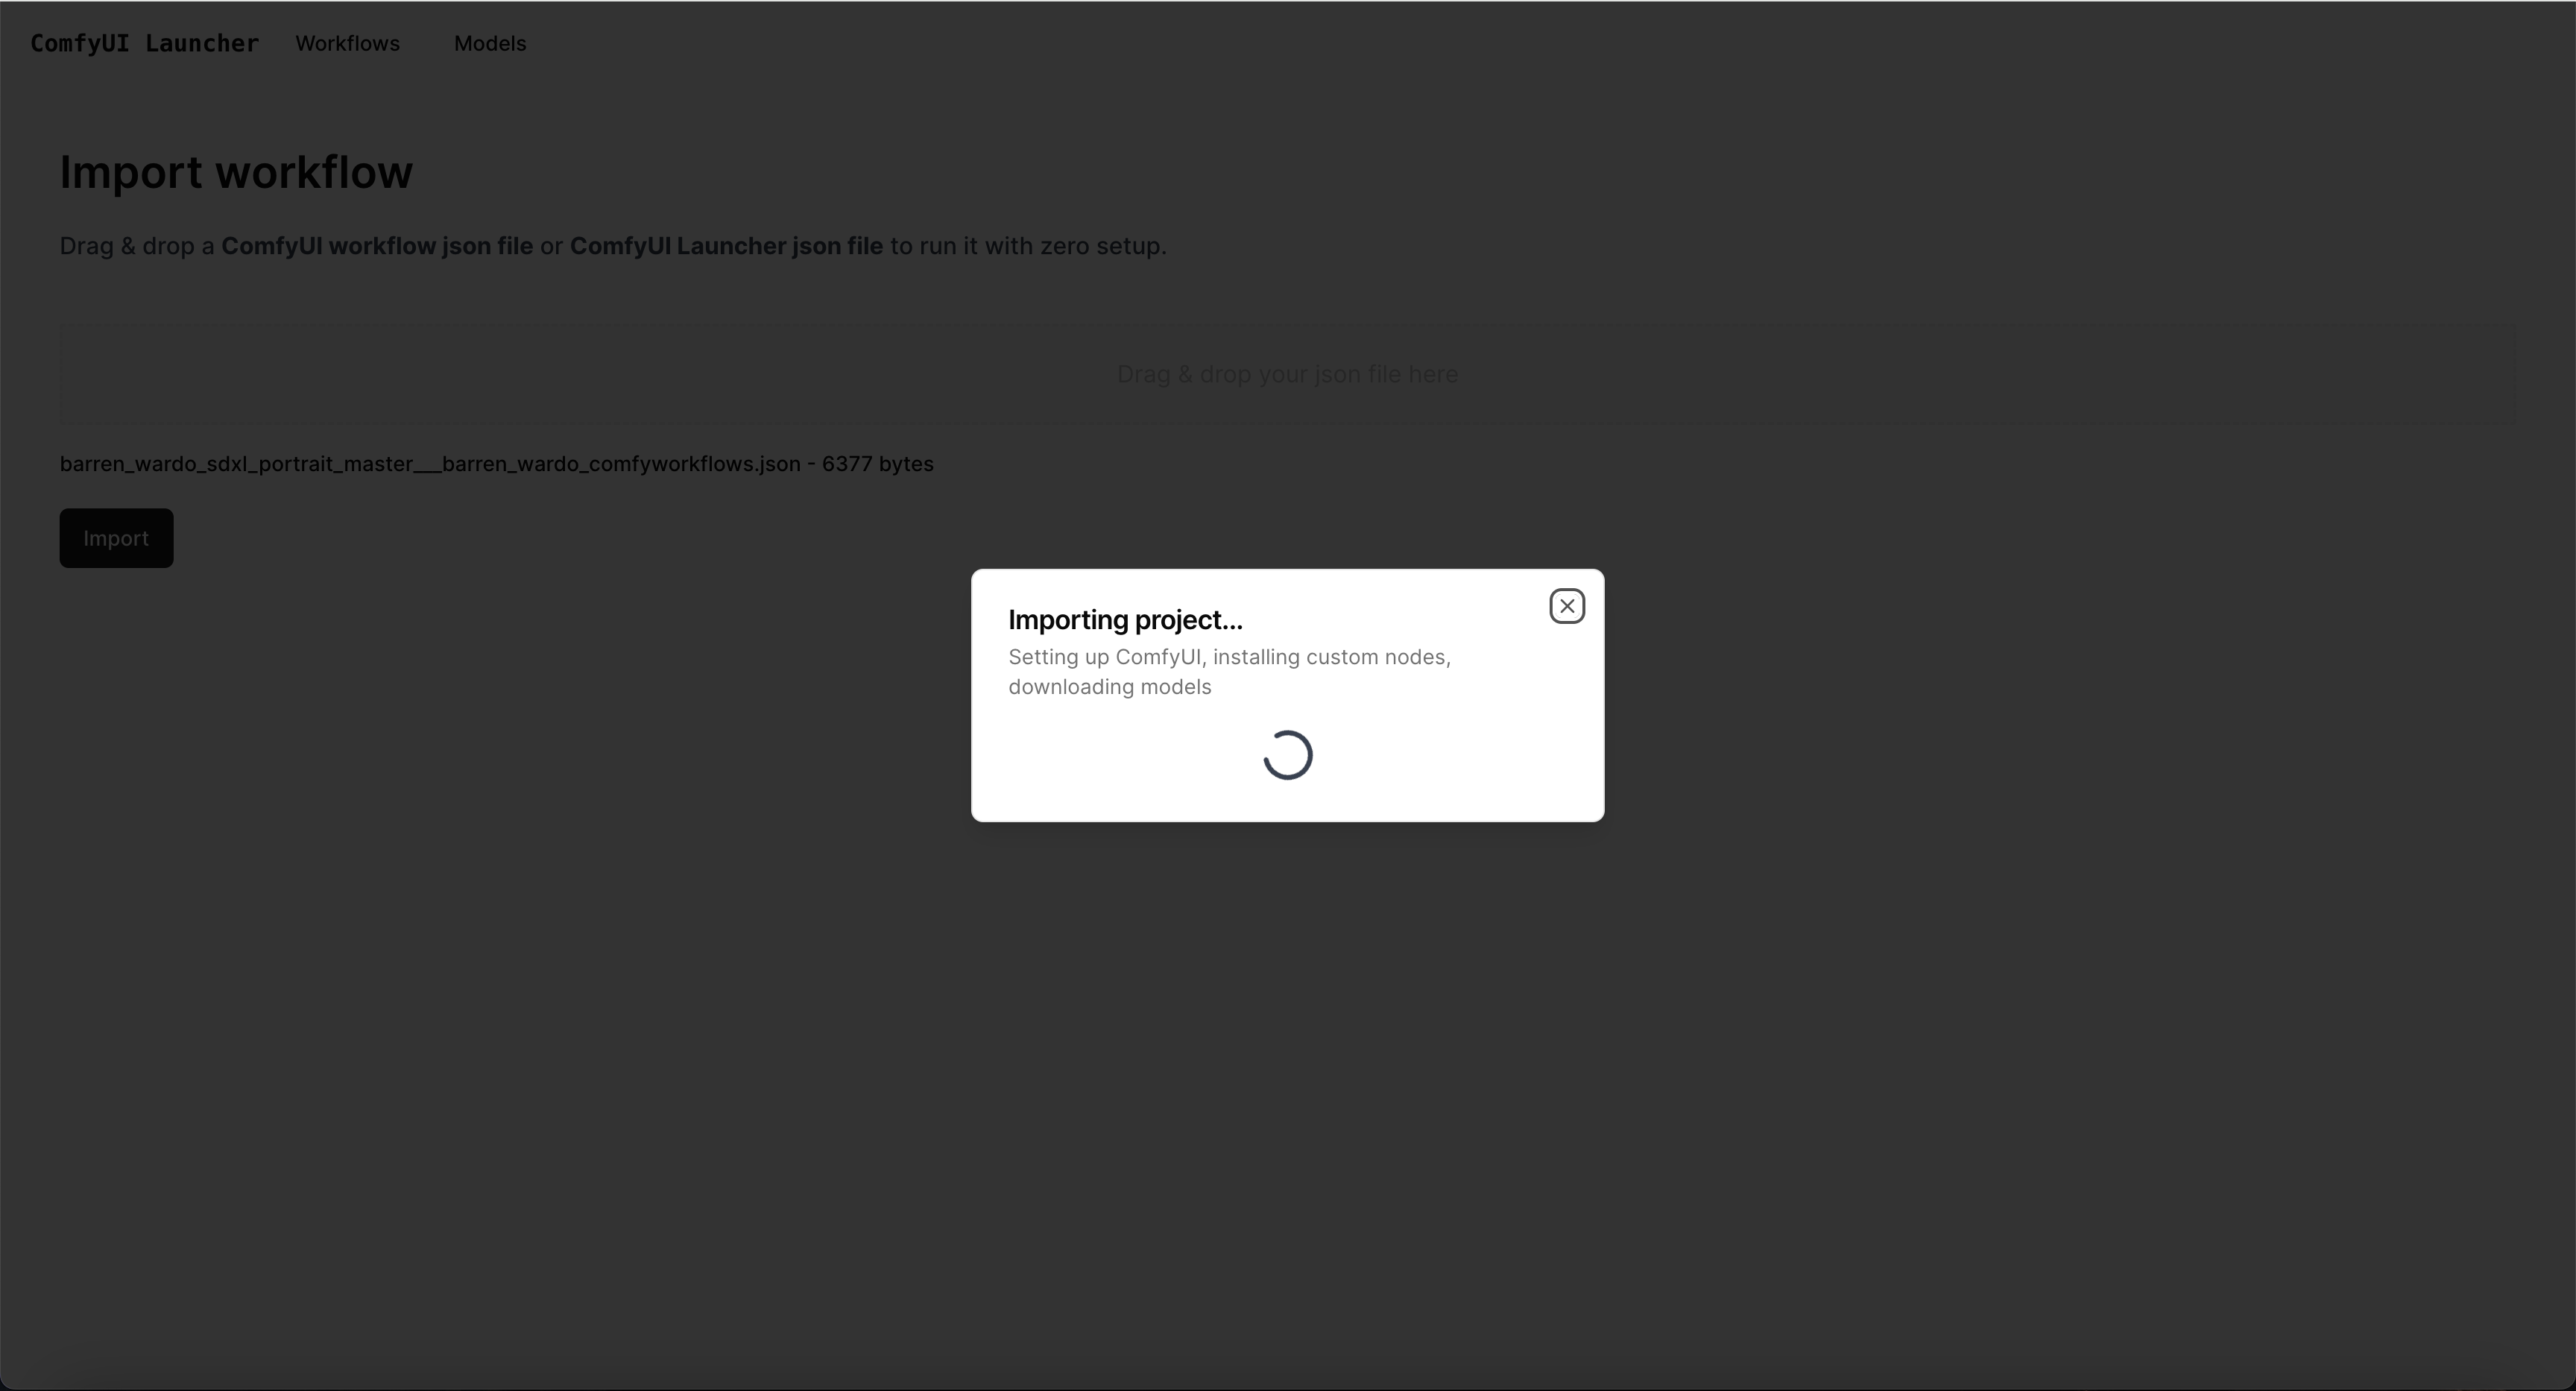 ComfyUI Launcher Workflows Models
Import workflow
Drag & drop a ComfyUI workflow json file or ComfyUI Launcher json file to run it with zero setup.
Drag & drop your json file here
barren_wardo_sdxl_portrait_master___barren_wardo_comfyworkflows.json - 6377 bytes
Import
Importing project...
Setting up ComfyUI, installing custom nodes,
downloading models